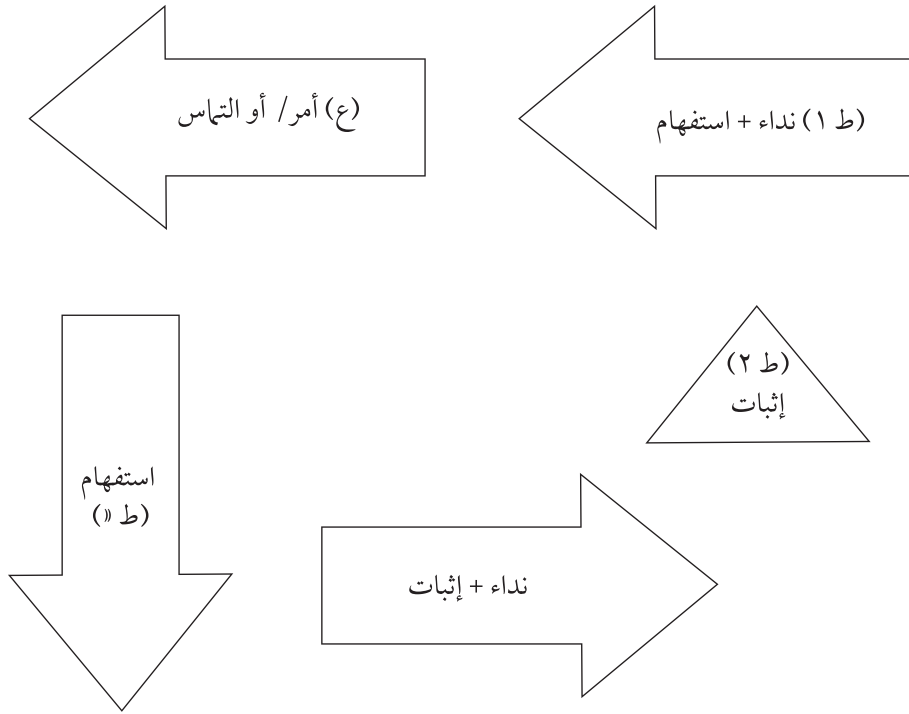 (ط ١) نداء + استفهام
(ع) أمر / أو التماس
(ط ٢)
إثبات
استفهام
(ط »)
نداء + إثبات